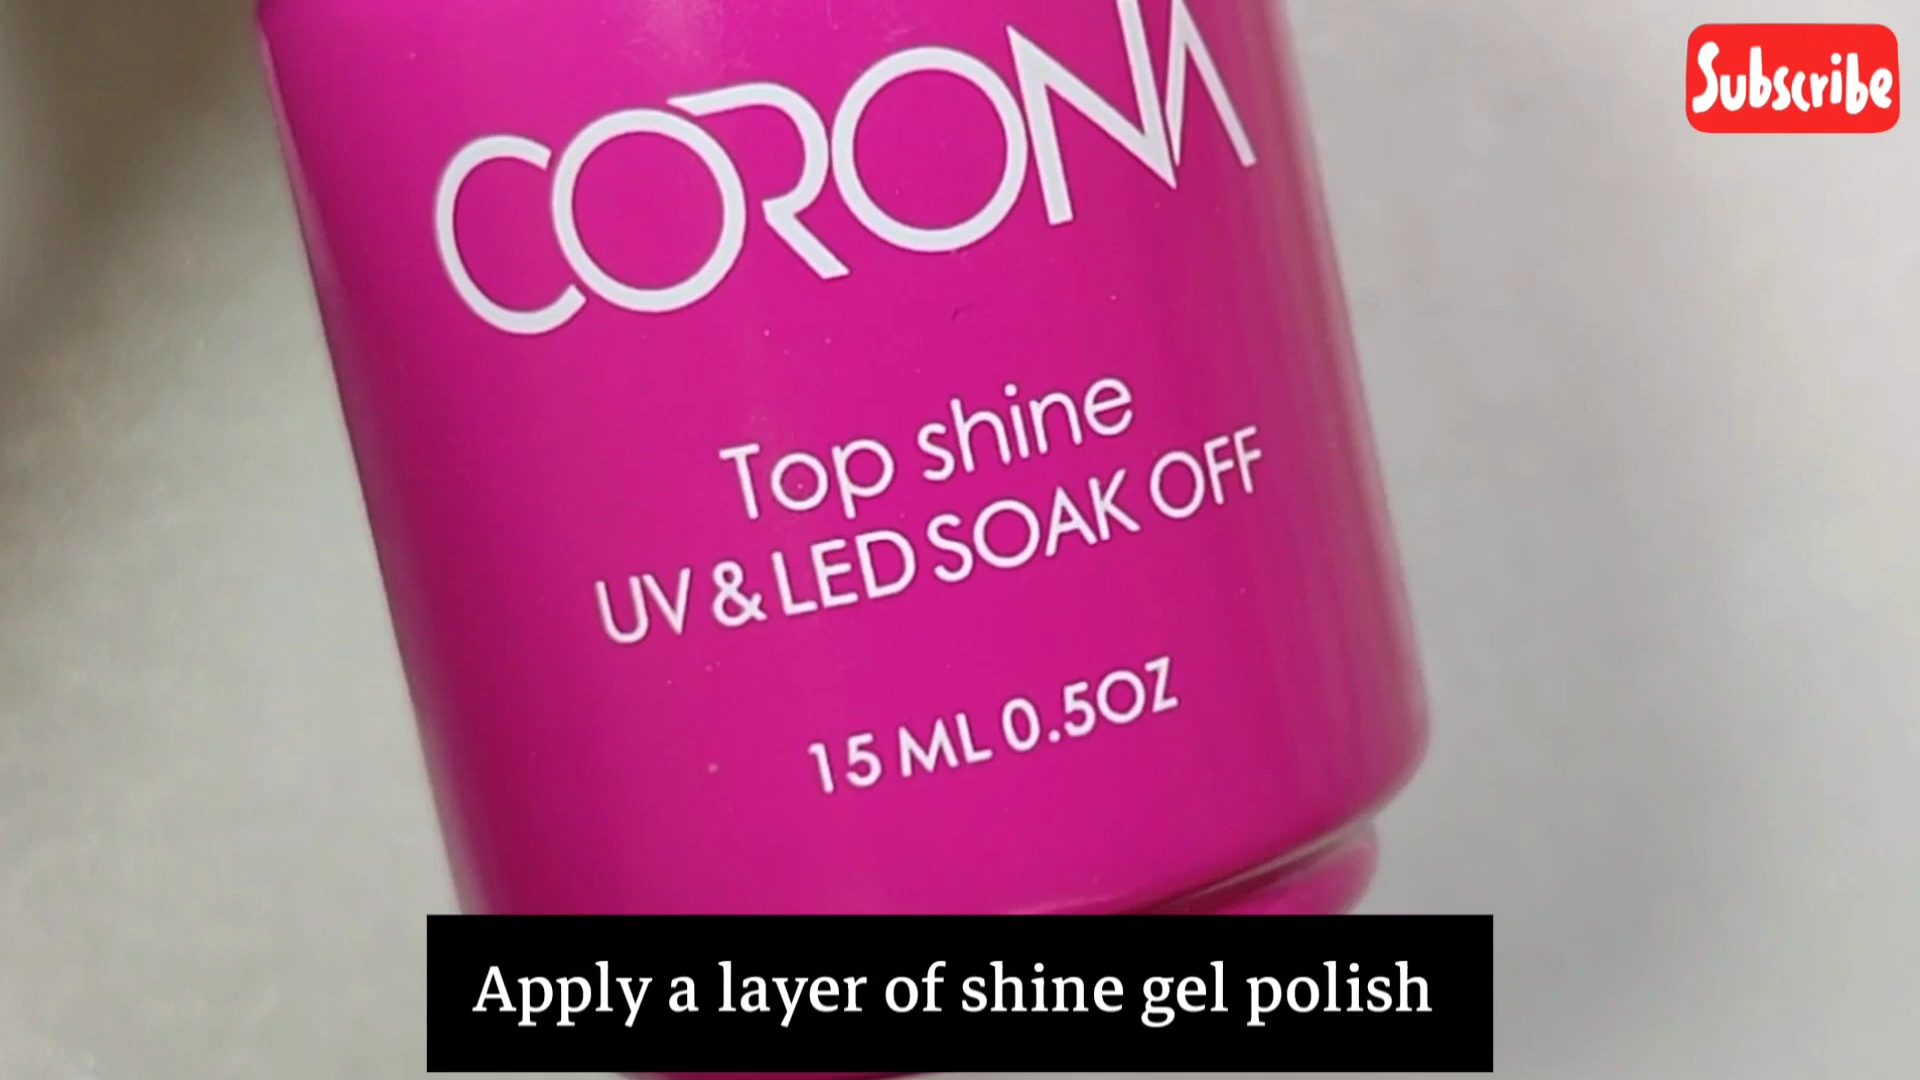 Subscribe
CORONA
Top shine
UV & LED SOAK OFF
15 ML 0.5OZ
Apply a layer of shine gel polish